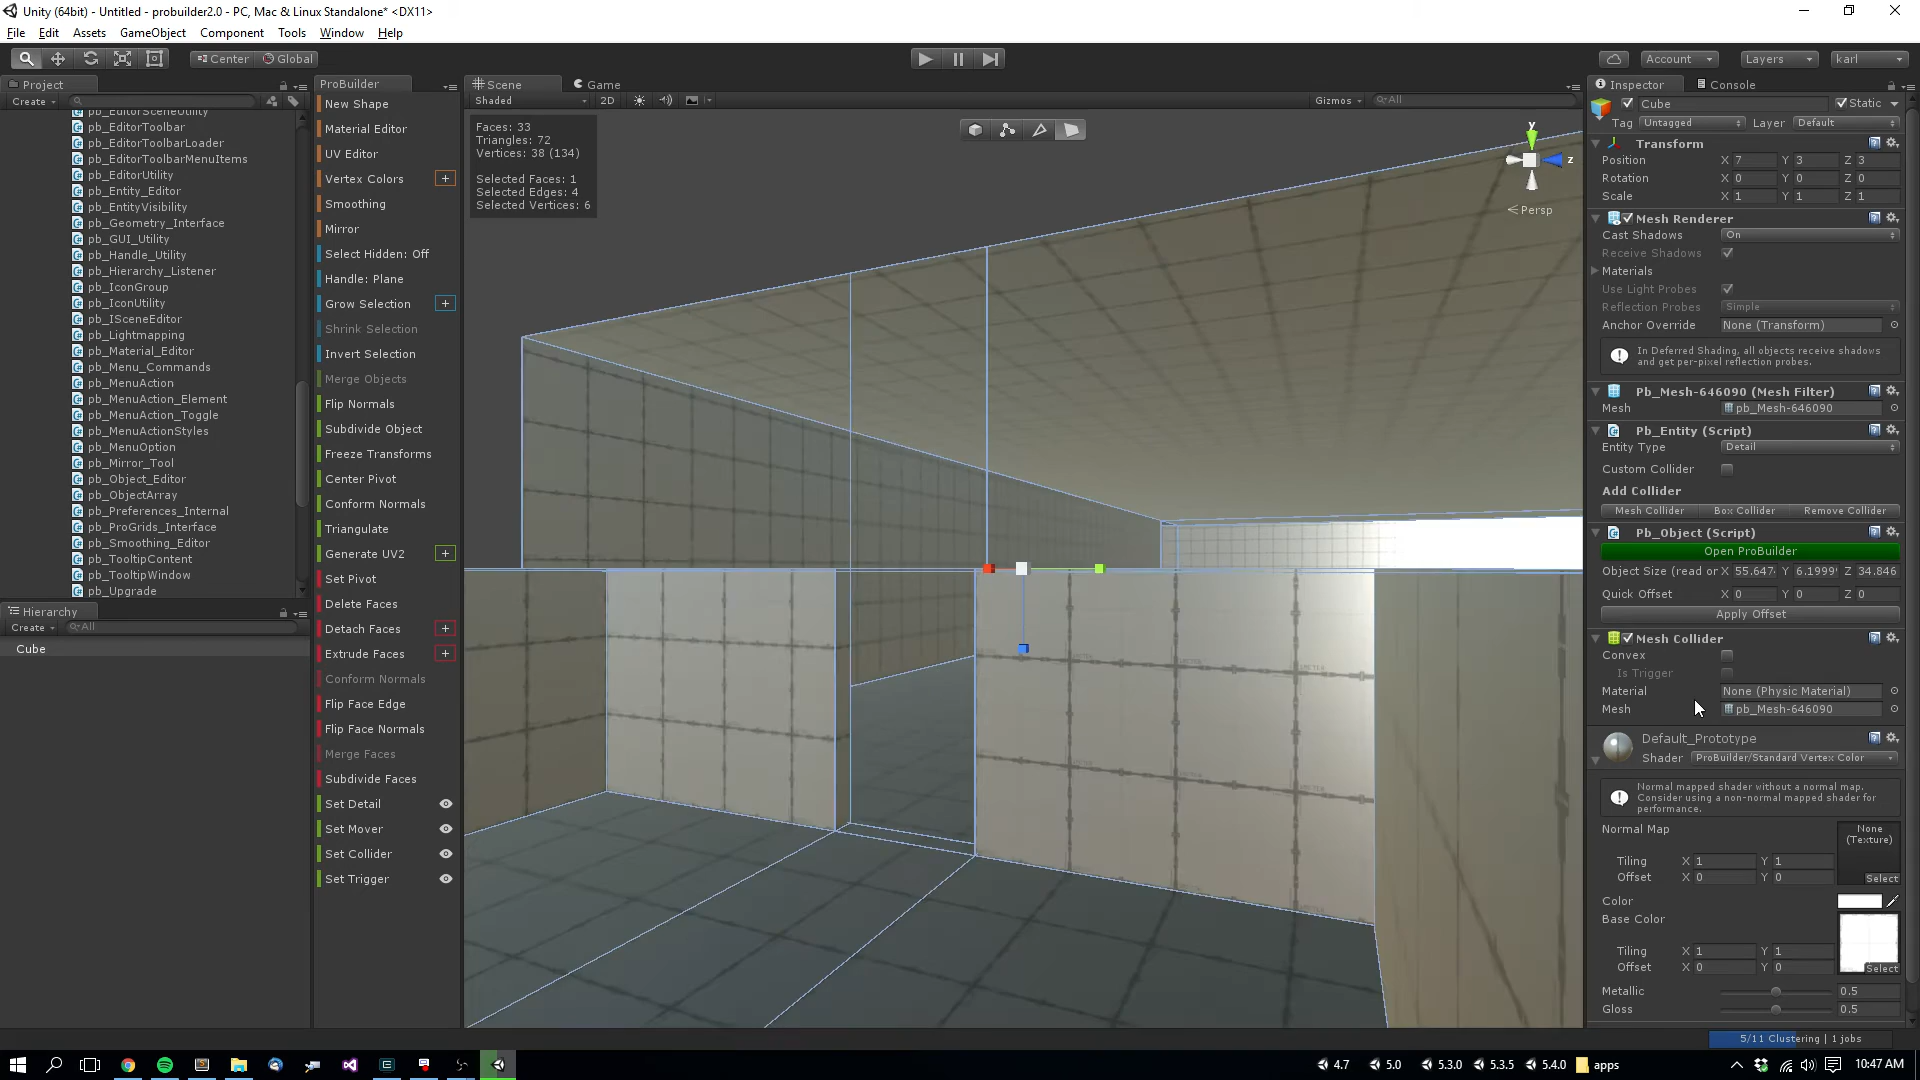 Unity (64bit) - Untitled - probuilder2.0 - PC, Mac & Linux Standalone* <DX11>
File Edit Assets GameObject Component Tools Window Help
Center Global
Account Layers karl
Project
Create
pb_EditorSceneUtility
pb_EditorToolbar
pb_EditorToolbarLoader
pb_EditorToolbarMenuItems
pb_EditorUtility
pb_Entity_Editor
pb_EntityVisibility
pb_Geometry_Interface
pb_GUI_Utility
pb_Handle_Utility
pb_Hierarchy_Listener
pb_IconGroup
pb_IconUtility
pb_ISceneEditor
pb_Lightmapping
pb_Material_Editor
pb_Menu_Commands
pb_MenuAction
pb_MenuAction_Element
pb_MenuAction_Toggle
pb_MenuActionStyles
pb_MenuOption
pb_Mirror_Tool
pb_Object_Editor
pb_ObjectArray
pb_Preferences_Internal
pb_ProGrids_Interface
pb_Smoothing_Editor
pb_TooltipContent
pb_TooltipWindow
pb_Upgrade
Hierarchy
Create All
Cube
ProBuilder
New Shape
Material Editor
UV Editor
Vertex Colors +
Smoothing
Mirror
Select Hidden: Off
Handle: Plane
Grow Selection +
Shrink Selection
Invert Selection
Merge Objects
Flip Normals
Subdivide Object
Freeze Transforms
Center Pivot
Conform Normals
Triangulate
Generate UV2 +
Set Pivot
Delete Faces
Detach Faces +
Extrude Faces +
Conform Normals
Flip Face Edge
Flip Face Normals
Merge Faces
Subdivide Faces
Set Detail
Set Mover
Set Collider
Set Trigger
Scene Game
Shaded 2D Gizmos All
Faces: 33
Triangles: 72
Vertices: 38 (134)
Selected Faces: 1
Selected Edges: 4
Selected Vertices: 6
y
z
Persp
Inspector Console
Cube Static
Tag Untagged Layer Default
Transform
Position X 7 Y 3 Z 3
Rotation X 0 Y 0 Z 0
Scale X 1 Y 1 Z 1
Mesh Renderer
Cast Shadows On
Receive Shadows
Materials
Use Light Probes
Reflection Probes Simple
Anchor Override None (Transform)
In Deferred Shading, all objects receive shadows
and get per-pixel reflection probes.
Pb_Mesh-646090 (Mesh Filter)
Mesh pb_Mesh-646090
Pb_Entity (Script)
Entity Type Detail
Custom Collider
Add Collider
Mesh Collider Box Collider Remove Collider
Pb_Object (Script)
Open ProBuilder
Object Size (read or X 55.647 Y 6.1999 Z 34.846
Quick Offset X 0 Y 0 Z 0
Apply Offset
Mesh Collider
Convex
Is Trigger
Material None (Physic Material)
Mesh pb_Mesh-646090
Default_Prototype
Shader ProBuilder/Standard Vertex Color
Normal mapped shader without a normal map.
Consider using a non-normal mapped shader for
performance.
Normal Map None
(Texture)
Tiling X 1 Y 1
Offset X 0 Y 0 Select
Color
Base Color
Tiling X 1 Y 1
Offset X 0 Y 0 Select
Metallic 0.5
Gloss 0.5
5/11 Clustering | 1 jobs
4.7 5.0 5.3.0 5.3.5 5.4.0 apps 10:47 AM